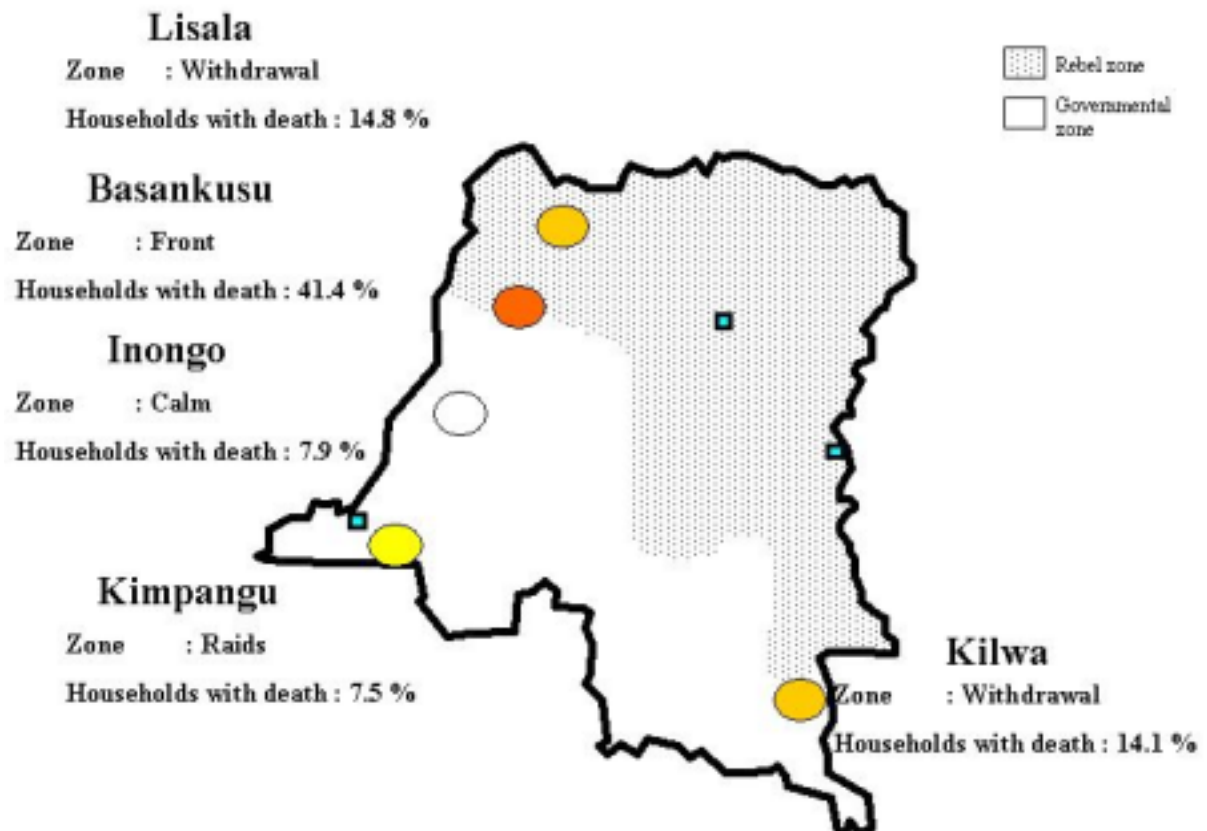 Lisala
Zone : Withdrawal
Households with death : 14.8 %
Rebel zone
Governmental
zone
Basankusu
Zone : Front
Households with death : 41.4 %
Inongo
Zone : Calm
Households with death : 7.9 %
Kimpangu
Zone : Raids
Households with death : 7.5 %
Kilwa
Zone : Withdrawal
Households with death : 14.1 %